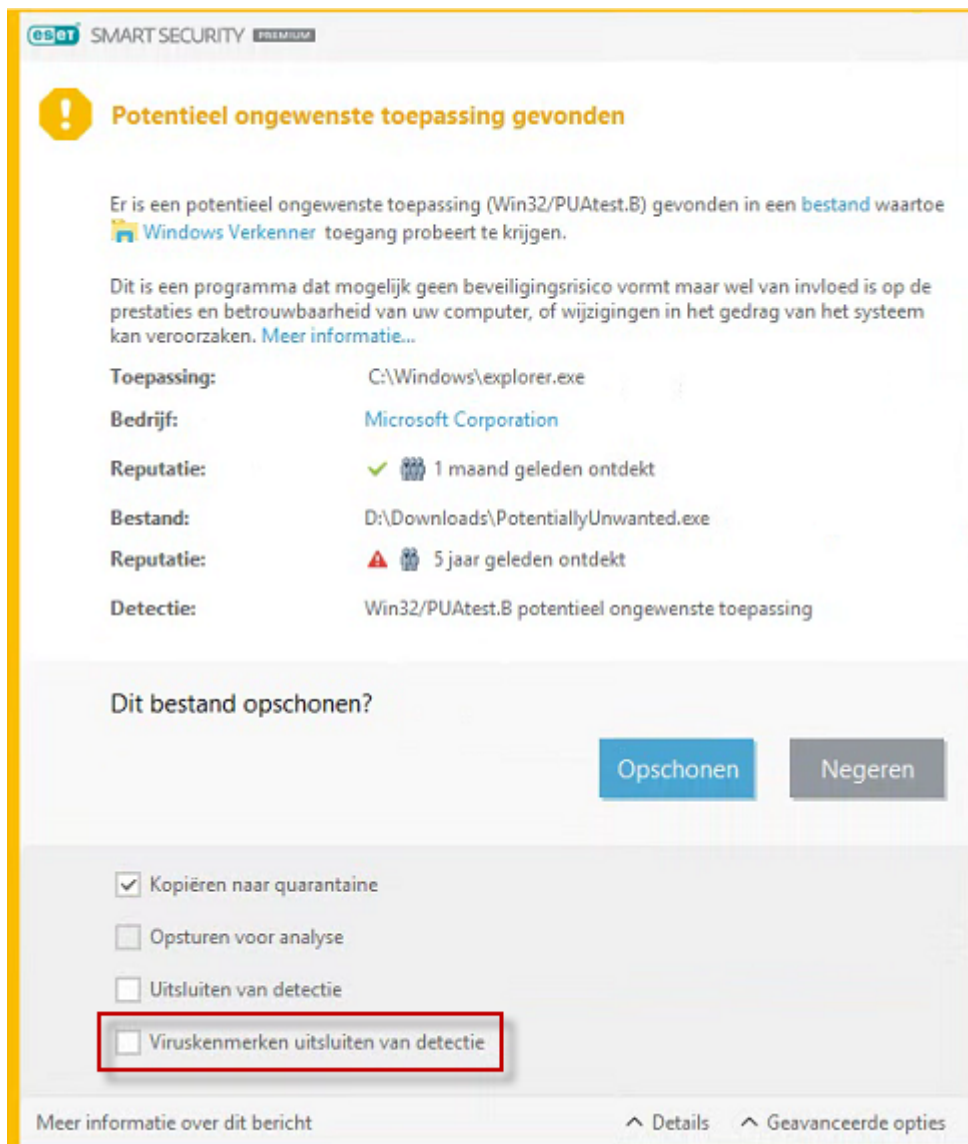 eseT SMART SECURITY PREMIUM
Potentieel ongewenste toepassing gevonden
Er is een potentieel ongewenste toepassing (Win32/PUAtest.B) gevonden in een bestand waartoe
Windows Verkenner toegang probeert te krijgen.
Dit is een programma dat mogelijk geen beveiligingsrisico vormt maar wel van invloed is op de
prestaties en betrouwbaarheid van uw computer, of wijzigingen in het gedrag van het systeem
kan veroorzaken. Meer informatie...
Toepassing: C:\Windows\explorer.exe
Bedrijf: Microsoft Corporation
Reputatie: 1 maand geleden ontdekt
Bestand: D:\Downloads\PotentiallyUnwanted.exe
Reputatie: 5 jaar geleden ontdekt
Detectie: Win32/PUAtest.B potentieel ongewenste toepassing
Dit bestand opschonen?
Opschonen Negeren
Kopiëren naar quarantaine
Opsturen voor analyse
Uitsluiten van detectie
Viruskenmerken uitsluiten van detectie
Meer informatie over dit bericht Details Geavanceerde opties